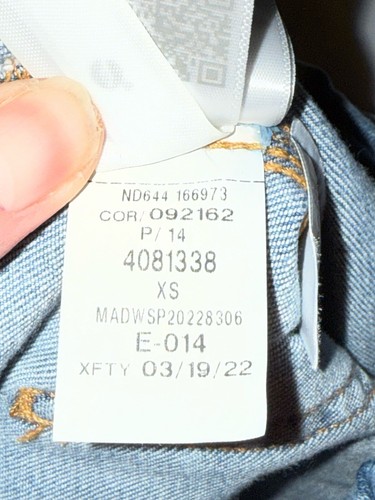 ND644 166973
COR/092162
P/14
4081338
XS
MADWSP20228306
E-014
XFTY 03/19/22